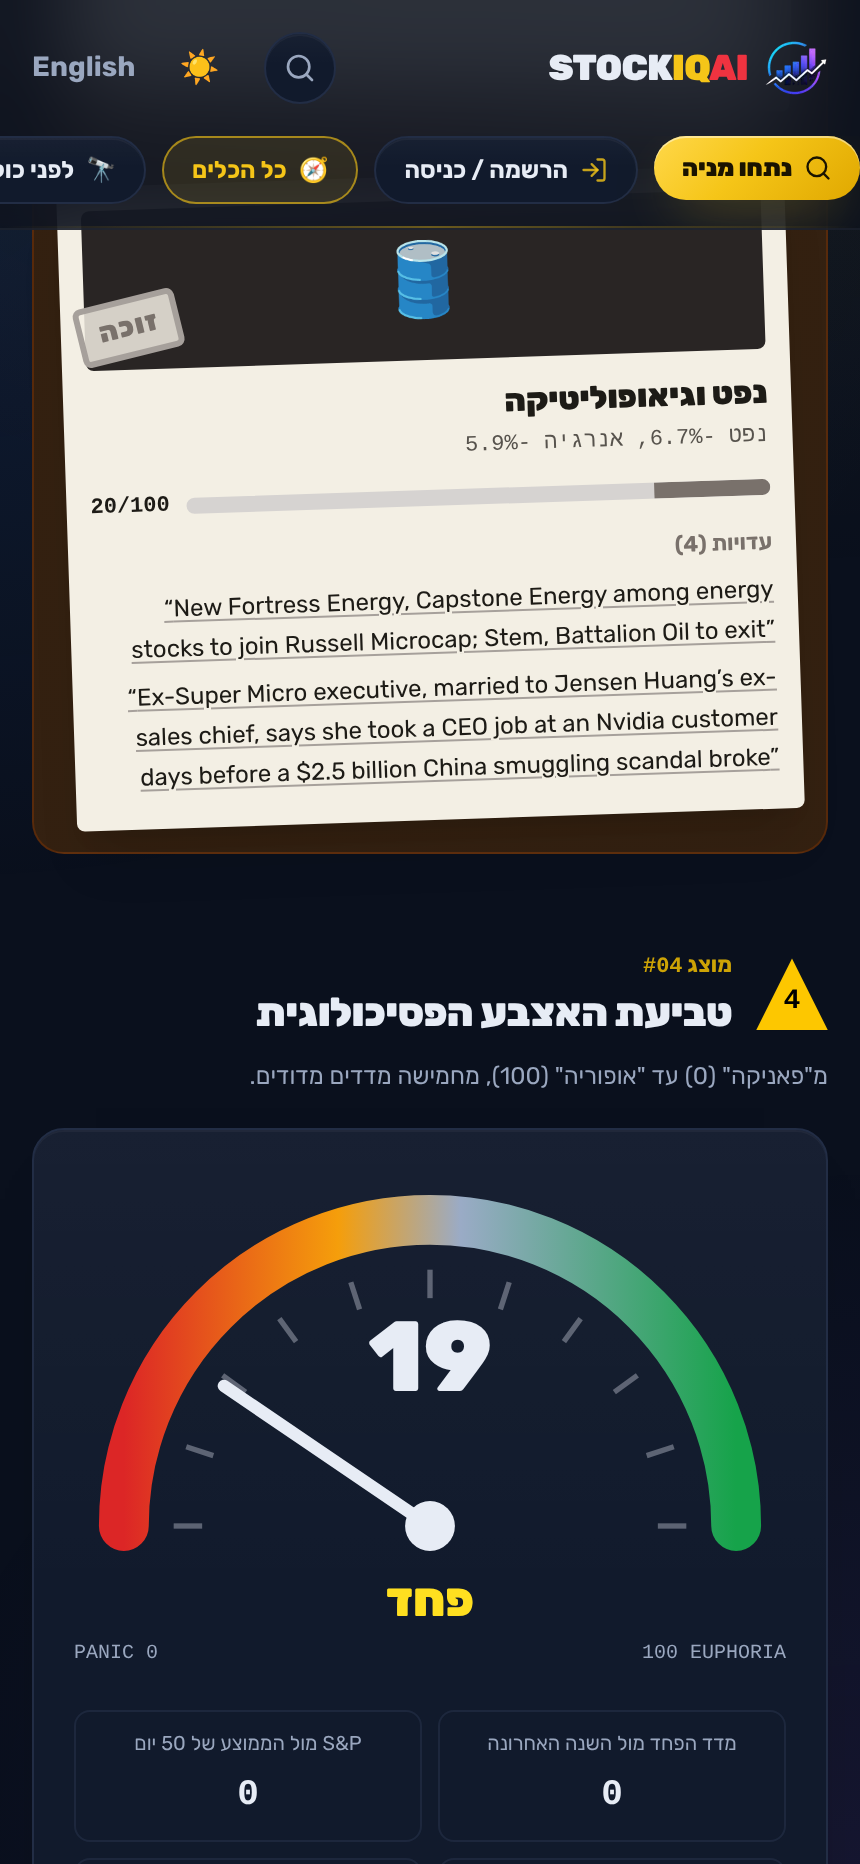 STOCKIQAI
English
נתחו מניה
הרשמה / כניסה
כל הכלים
לפני כול
זוכה
נפט וגיאופוליטיקה
נפט -6.7%, אנרגיה -5.9%
20/100
עדויות (4)
“New Fortress Energy, Capstone Energy among energy
stocks to join Russell Microcap; Stem, Battalion Oil to exit”
“Ex-Super Micro executive, married to Jensen Huang’s ex-
sales chief, says she took a CEO job at an Nvidia customer
days before a $2.5 billion China smuggling scandal broke”
4
מוצג #04
טביעת האצבע הפסיכולוגית
מ"פאניקה" (0) עד "אופוריה" (100), מחמישה מדדים מדודים.
19
פחד
PANIC 0
100 EUPHORIA
מדד הפחד מול השנה האחרונה
0
S&P מול הממוצע של 50 יום
0